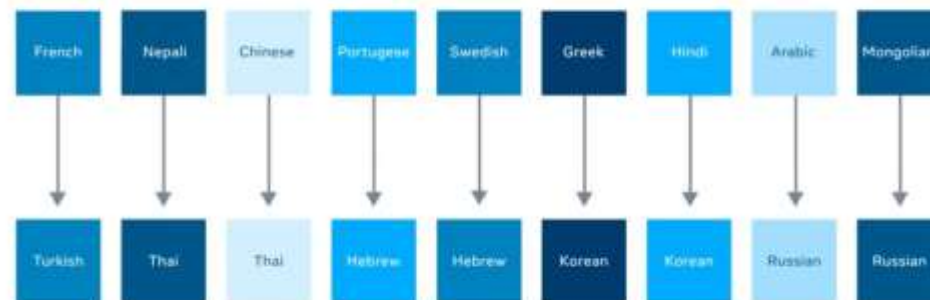 French
Nepali
Chinese
Portugese
Swedish
Greek
Hindi
Arabic
Mongolian
Turkish
Thai
Thai
Hebrew
Hebrew
Korean
Korean
Russian
Russian